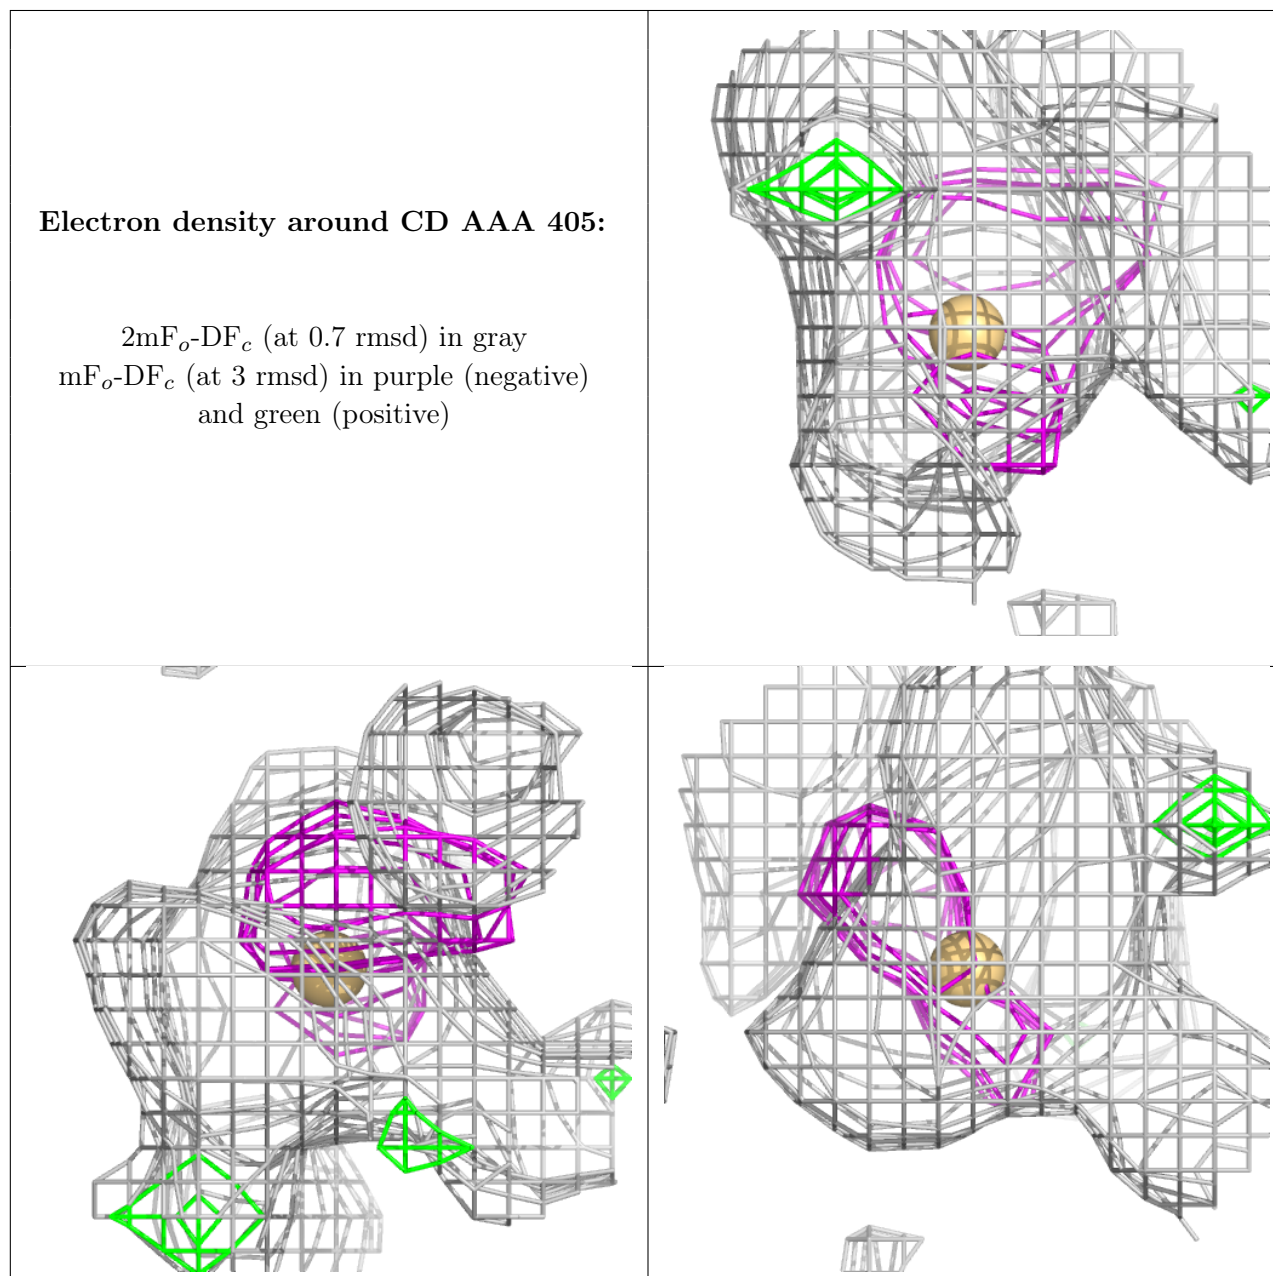 Electron density around CD AAA 405:
2mFo-DFc (at 0.7 rmsd) in gray
mFo-DFc (at 3 rmsd) in purple (negative)
and green (positive)